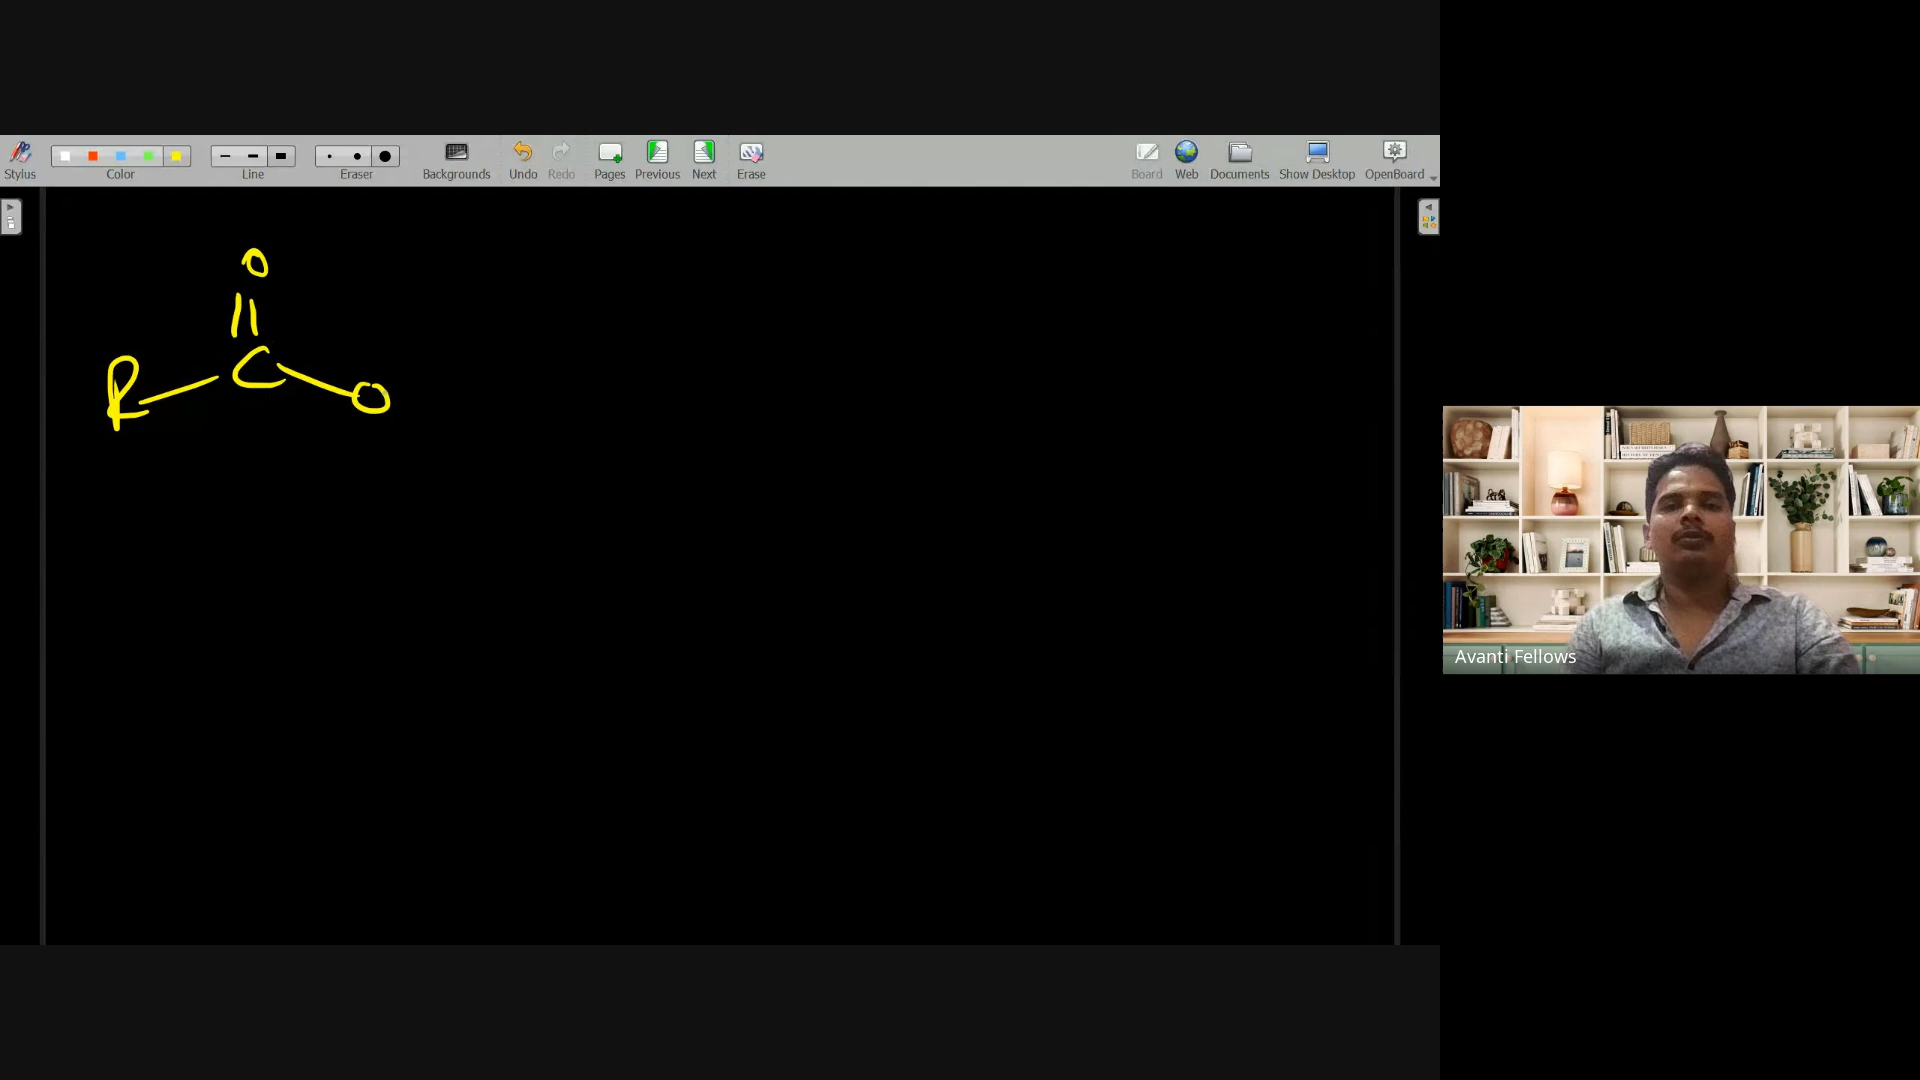 Stylus
Color
Line
Eraser
Backgrounds
Undo
Redo
Pages
Previous
Next
Erase
Board
Web
Documents
Show Desktop
OpenBoard
O
||
R — C — O
Avanti Fellows